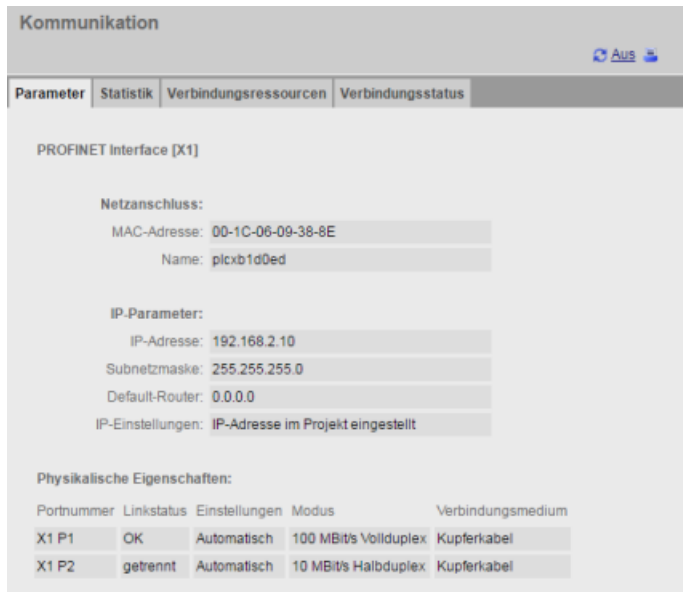 Kommunikation
Aus
Parameter Statistik Verbindungsressourcen Verbindungsstatus
PROFINET Interface [X1]
Netzanschluss:
MAC-Adresse: 00-1C-06-09-38-8E
Name: plcxb1d0ed
IP-Parameter:
IP-Adresse: 192.168.2.10
Subnetzmaske: 255.255.255.0
Default-Router: 0.0.0.0
IP-Einstellungen: IP-Adresse im Projekt eingestellt
Physikalische Eigenschaften:
Portnummer Linkstatus Einstellungen Modus Verbindungsmedium
X1 P1 OK Automatisch 100 MBit/s Vollduplex Kupferkabel
X1 P2 getrennt Automatisch 10 MBit/s Halbduplex Kupferkabel